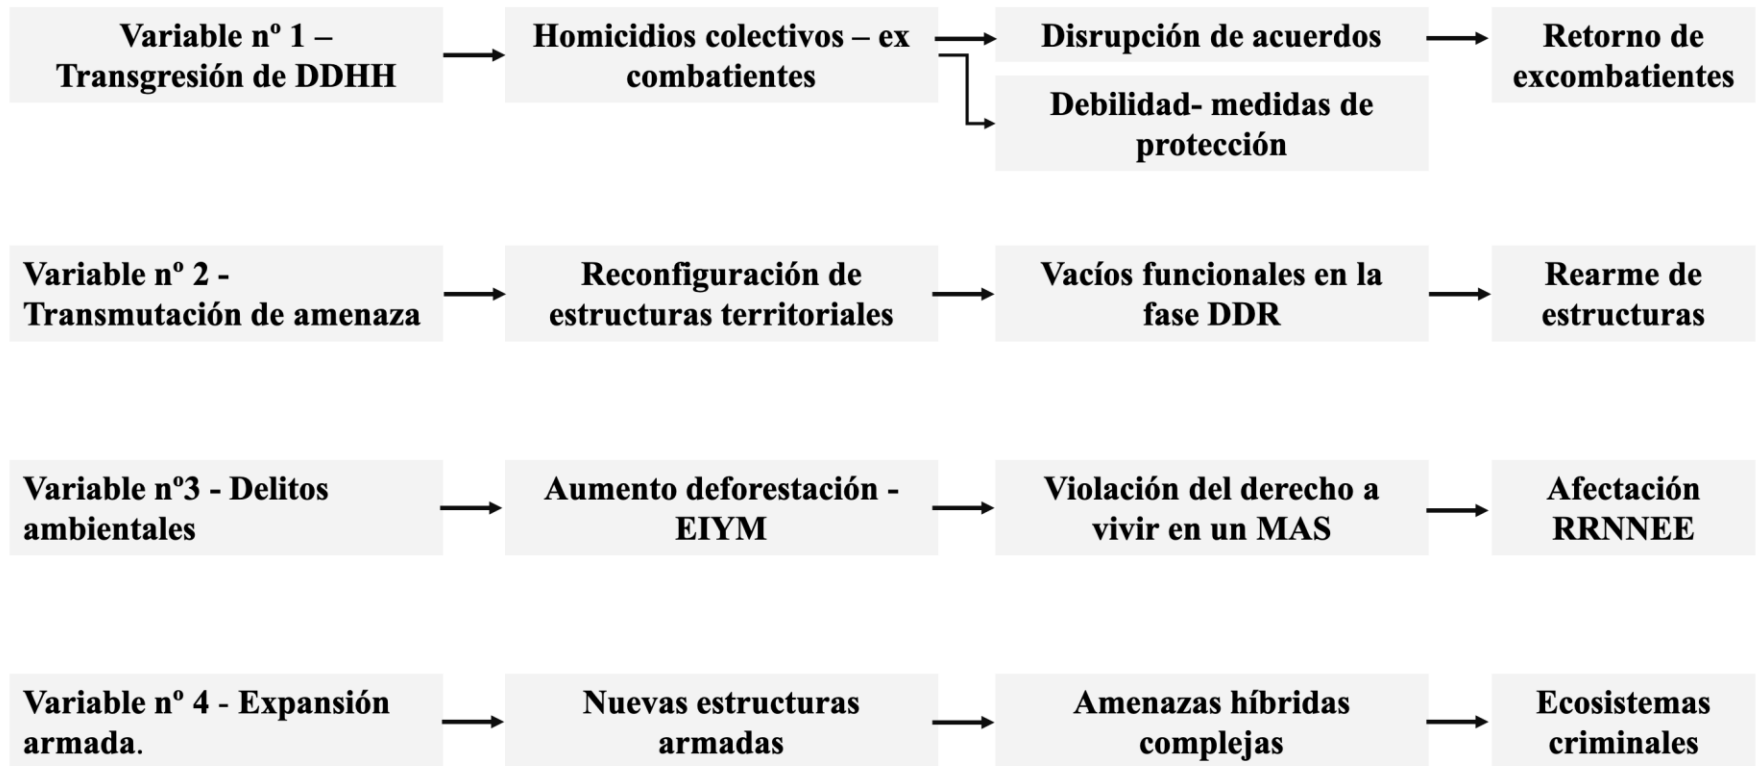 Variable nº 1 –
Transgresión de DDHH
Homicidios colectivos – ex
combatientes
Disrupción de acuerdos
Debilidad- medidas de
protección
Retorno de
excombatientes
Variable nº 2 -
Transmutación de amenaza
Reconfiguración de
estructuras territoriales
Vacíos funcionales en la
fase DDR
Rearme de
estructuras
Variable nº3 - Delitos
ambientales
Aumento deforestación -
EIYM
Violación del derecho a
vivir en un MAS
Afectación
RRNNEE
Variable nº 4 - Expansión
armada.
Nuevas estructuras
armadas
Amenazas híbridas
complejas
Ecosistemas
criminales